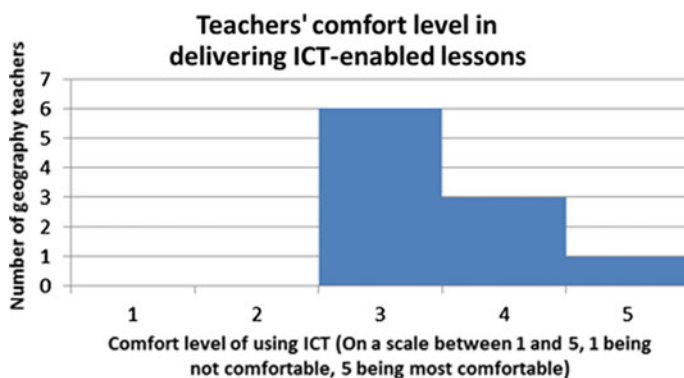 Teachers' comfort level in
delivering ICT-enabled lessons
Number of geography teachers
7
6
5
4
3
2
1
0
1 2 3 4 5
Comfort level of using ICT (On a scale between 1 and 5, 1 being
not comfortable, 5 being most comfortable)